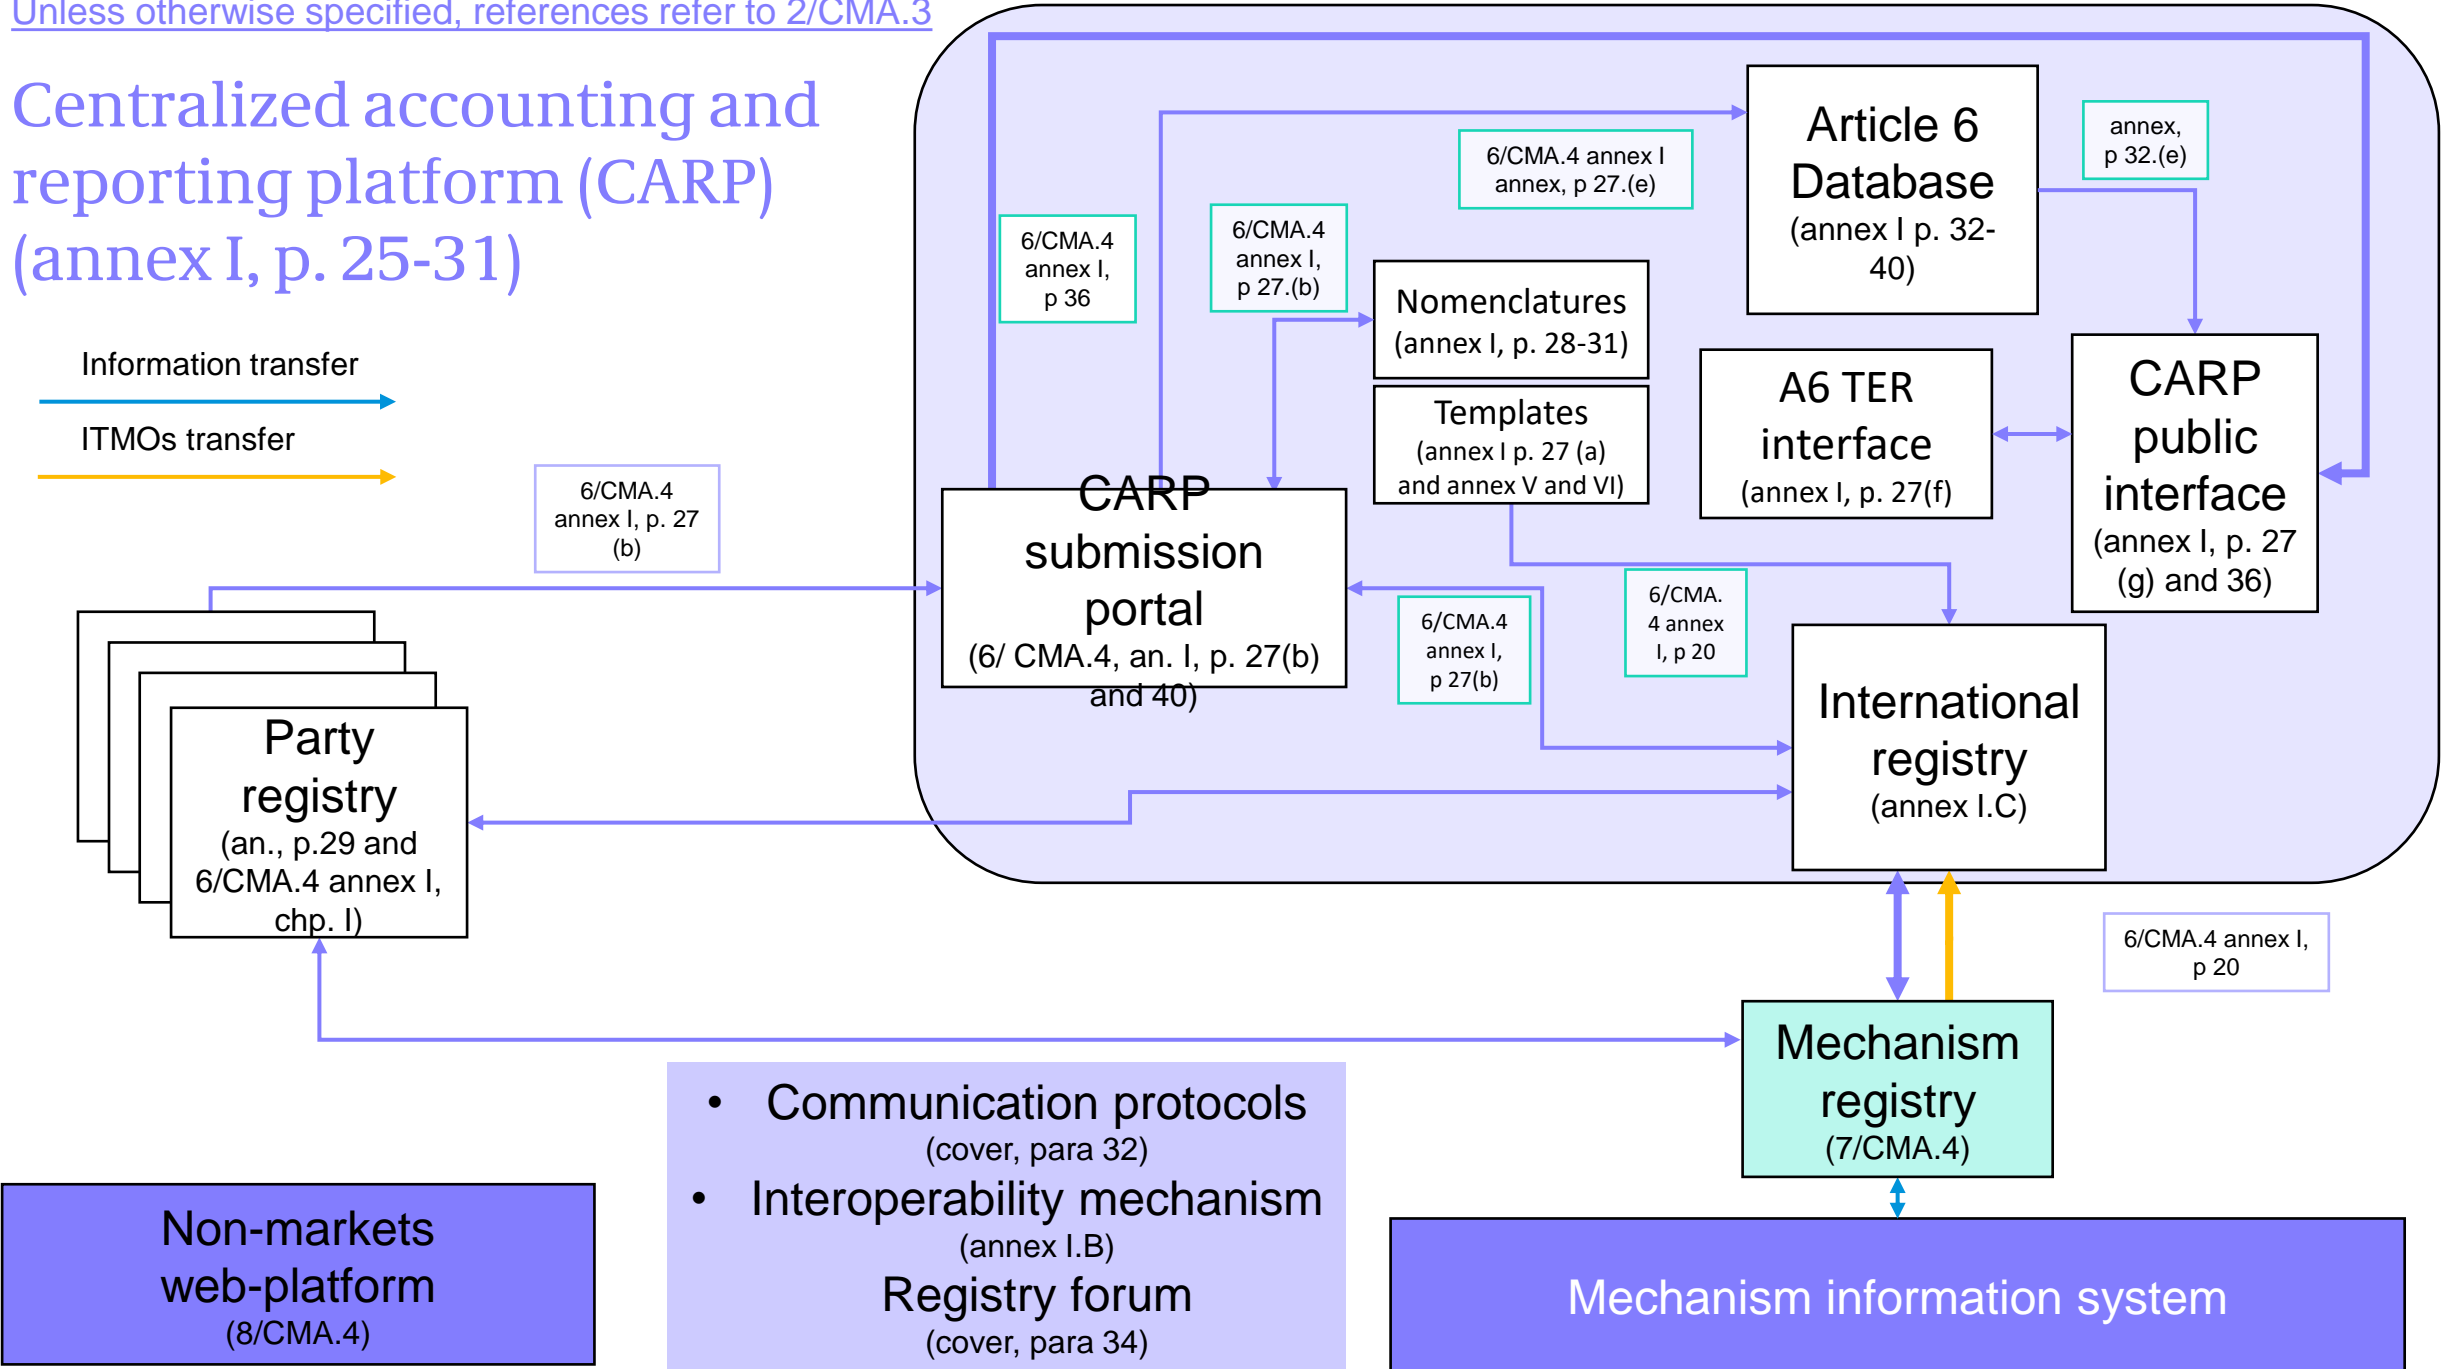 Unless otherwise specified, references refer to 2/CMA.3
Centralized accounting and
reporting platform (CARP)
(annex I, p. 25-31)
Information transfer
ITMOs transfer
6/CMA.4
annex I, p. 27
(b)
Party
registry
(an., p.29 and
6/CMA.4 annex I,
chp. I)
6/CMA.4
annex I,
p 36
6/CMA.4
annex I,
p 27.(b)
6/CMA.4 annex I
annex, p 27.(e)
Article 6
Database
(annex I p. 32-
40)
annex,
p 32.(e)
Nomenclatures
(annex I, p. 28-31)
Templates
(annex I p. 27 (a)
and annex V and VI)
A6 TER
interface
(annex I, p. 27(f)
CARP
public
interface
(annex I, p. 27
(g) and 36)
CARP
submission
portal
(6/ CMA.4, an. I, p. 27(b)
and 40)
6/CMA.4
annex I,
p 27(b)
6/CMA.
4 annex
I, p 20
International
registry
(annex I.C)
6/CMA.4 annex I,
p 20
Mechanism
registry
(7/CMA.4)
• Communication protocols
(cover, para 32)
• Interoperability mechanism
(annex I.B)
Registry forum
(cover, para 34)
Non-markets
web-platform
(8/CMA.4)
Mechanism information system